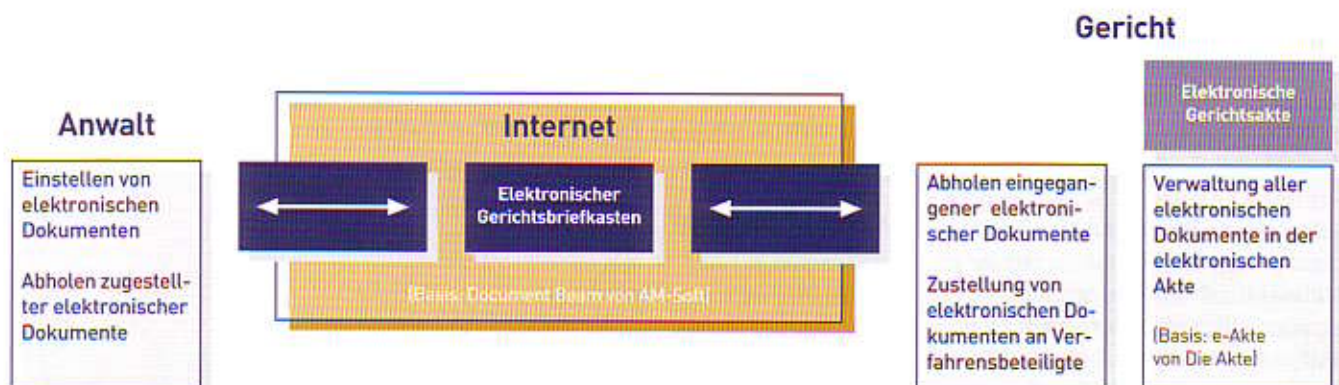 Gericht
Anwalt
Einstellen von
elektronischen
Dokumenten
Abholen zugestell-
ter elektronischer
Dokumente
Internet
Elektronischer
Gerichtsbriefkasten
(Basis: Document Beam von AM-Soft)
Abholen eingegan-
gener elektroni-
scher Dokumente
Zustellung von
elektronischen Do-
kumenten an Ver-
fahrensbeteiligte
Elektronische
Gerichtsakte
Verwaltung aller
elektronischen
Dokumente in der
elektronischen
Akte
(Basis: e-Akte
von Die Akte)